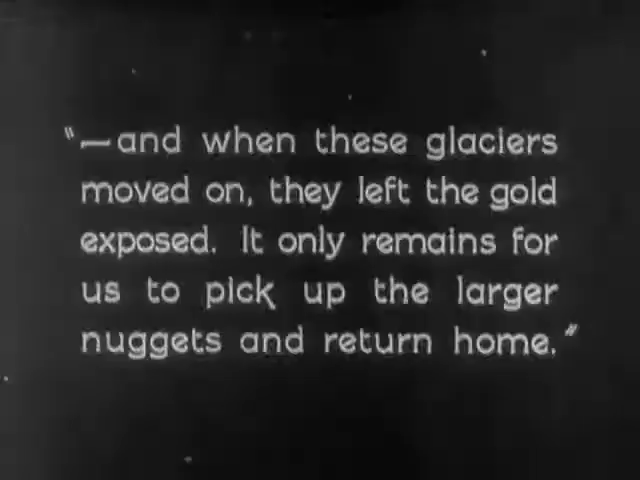 "—and when these glaciers
moved on, they left the gold
exposed. It only remains for
us to pick up the larger
nuggets and return home."